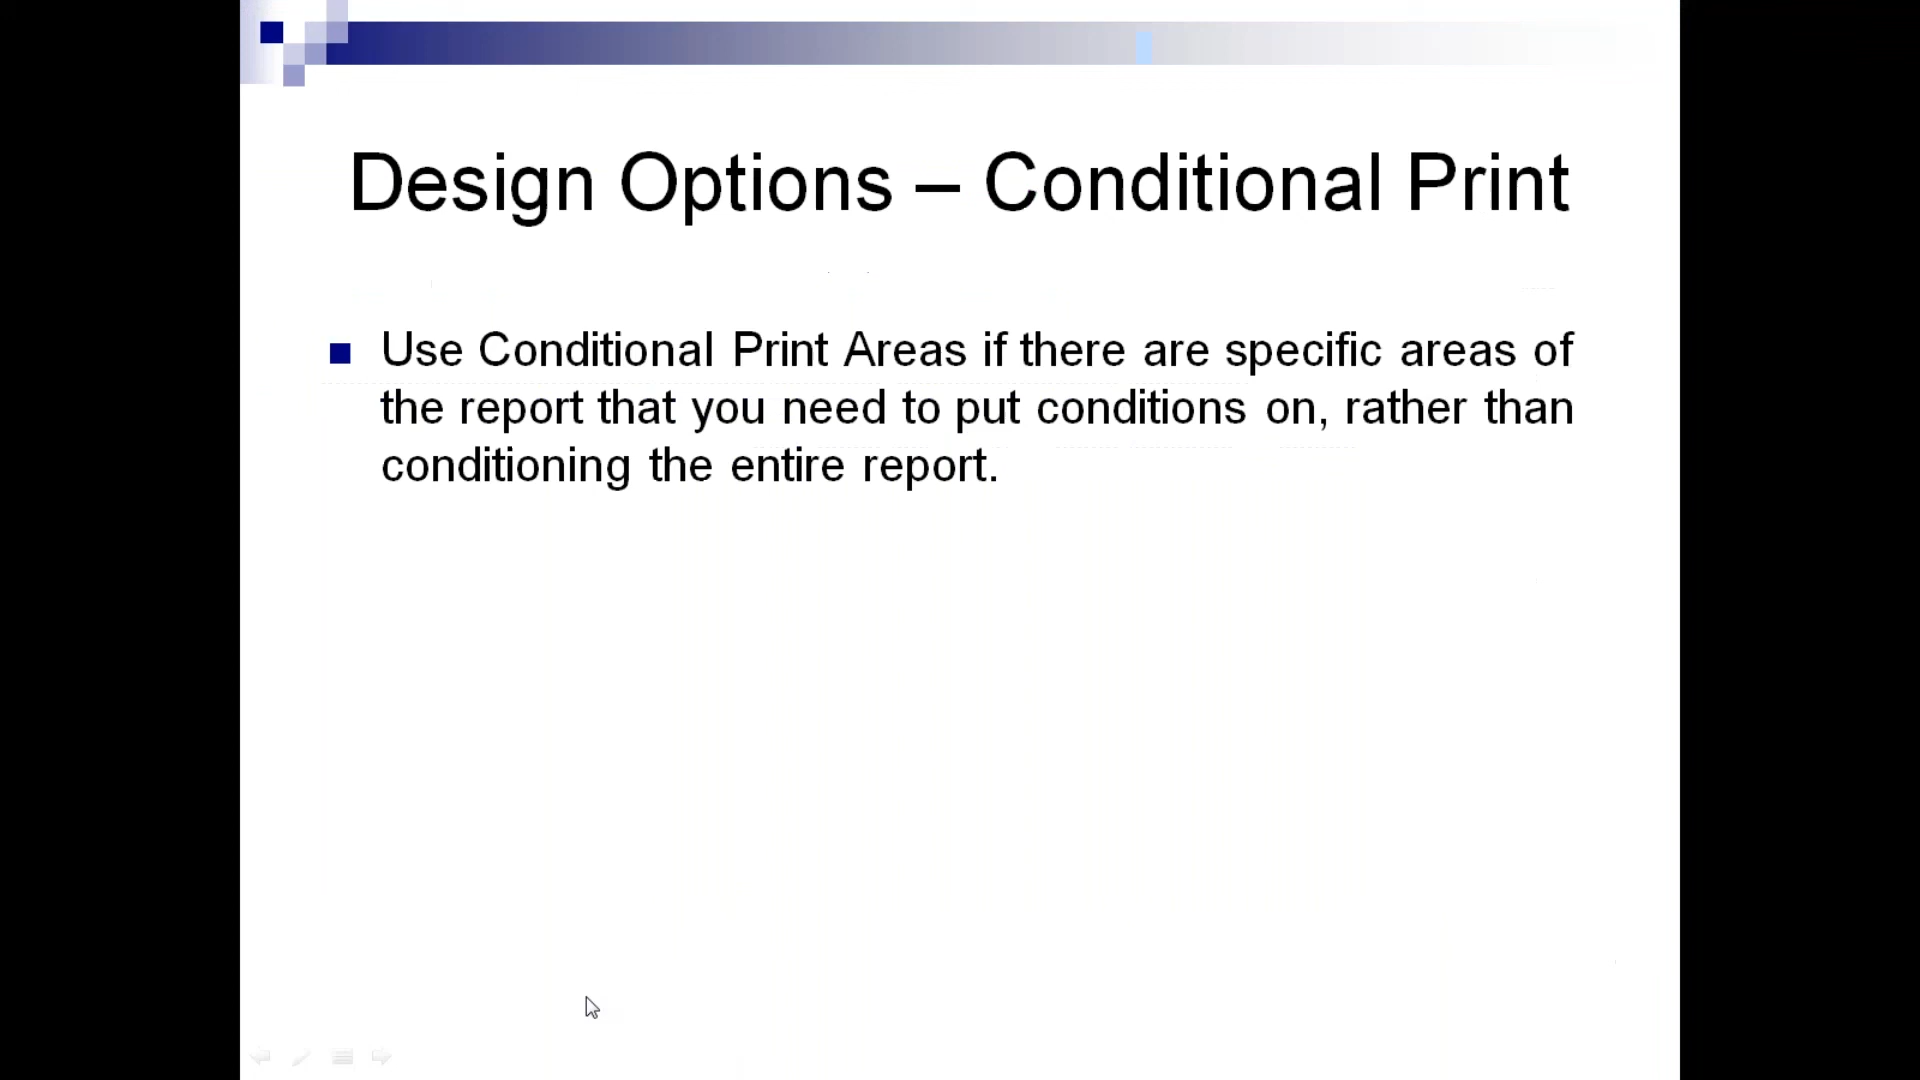 Design Options – Conditional Print
Use Conditional Print Areas if there are specific areas of
the report that you need to put conditions on, rather than
conditioning the entire report.